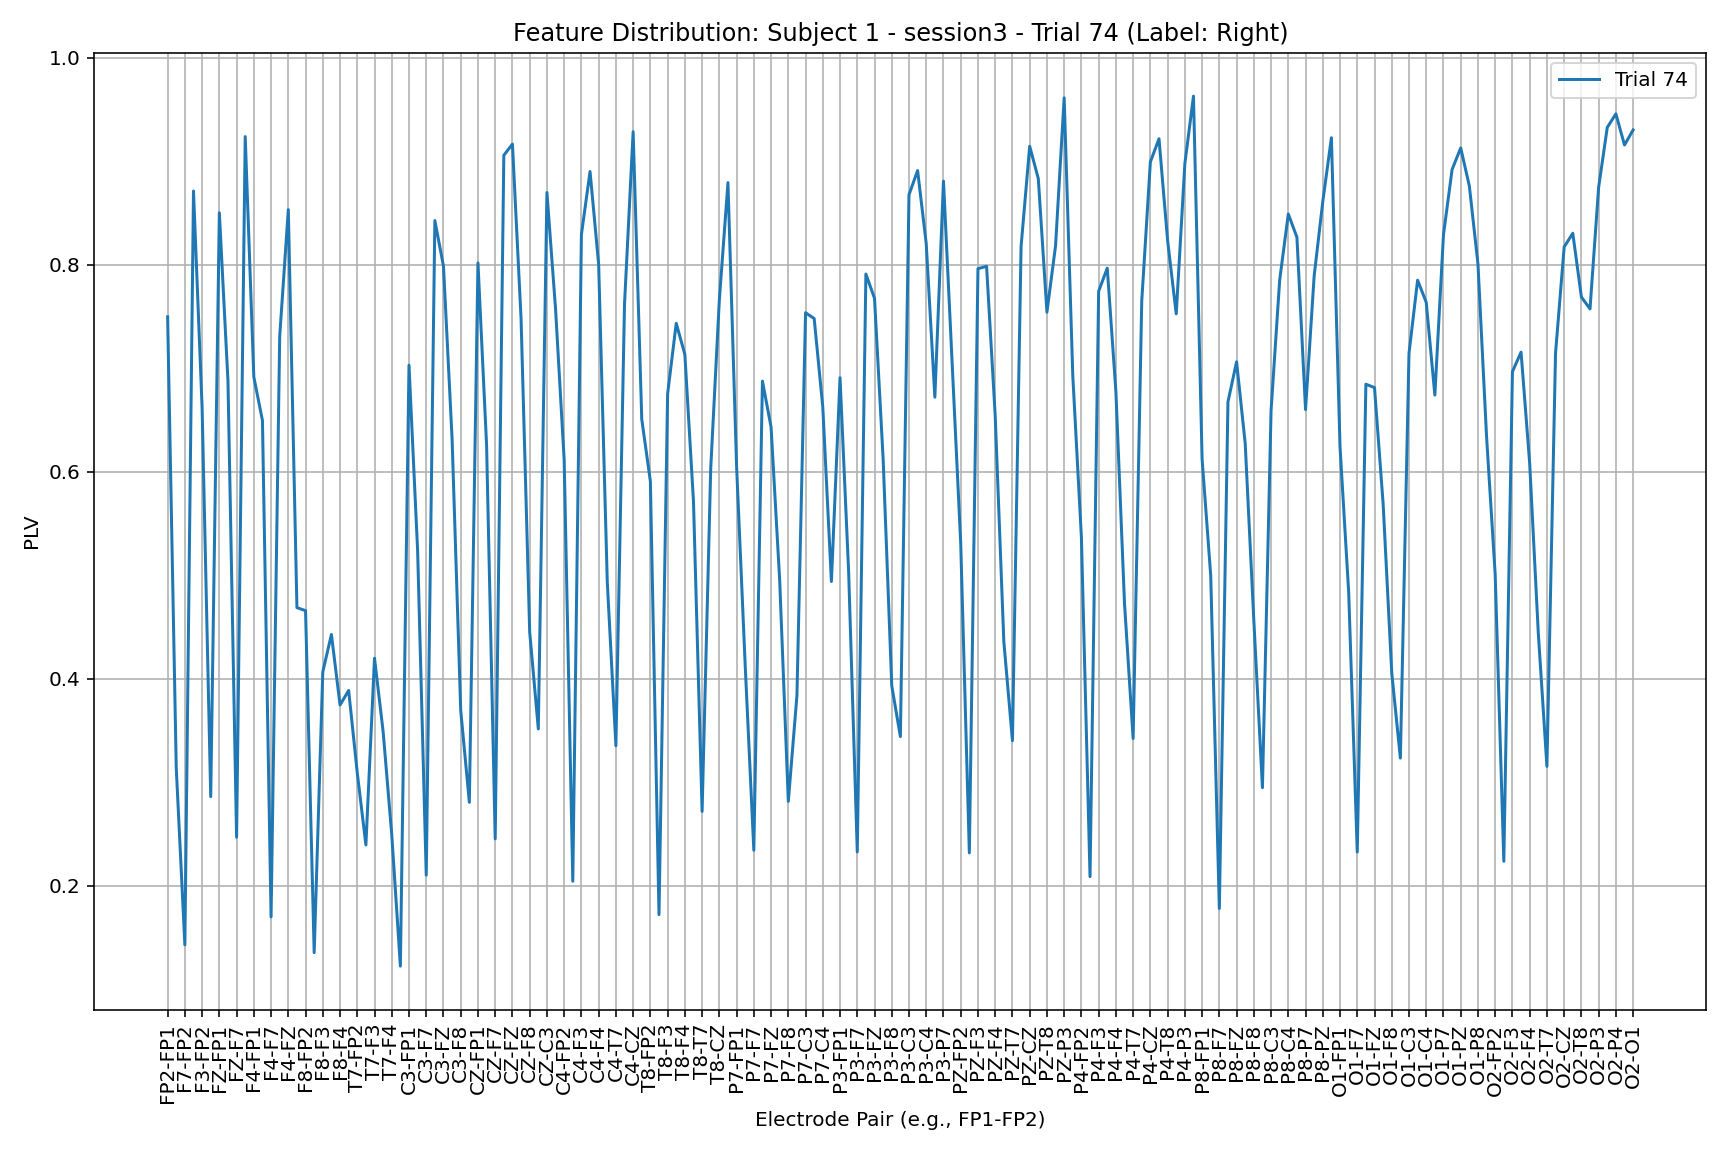 Feature Distribution: Subject 1 - session3 - Trial 74 (Label: Right)
Trial 74
PLV
1.0
0.8
0.6
0.4
0.2
FP2-FP1
F7-FP2
F3-FP2
FZ-FP1
FZ-F7
F4-FP1
F4-F7
F4-FZ
F8-FP2
F8-F3
F8-F4
T7-FP2
T7-F3
T7-F4
C3-FP1
C3-F7
C3-FZ
C3-F8
CZ-FP1
CZ-F7
CZ-FZ
CZ-F8
CZ-C3
C4-FP2
C4-F3
C4-F4
C4-T7
C4-CZ
T8-FP2
T8-F3
T8-F4
T8-T7
T8-CZ
P7-FP1
P7-F7
P7-FZ
P7-F8
P7-C3
P7-C4
P3-FP1
P3-F7
P3-FZ
P3-F8
P3-C3
P3-C4
P3-P7
PZ-FP2
PZ-F3
PZ-F4
PZ-T7
PZ-CZ
PZ-T8
PZ-P3
P4-FP2
P4-F3
P4-F4
P4-T7
P4-CZ
P4-T8
P4-P3
P8-FP1
P8-F7
P8-FZ
P8-F8
P8-C3
P8-C4
P8-P7
P8-PZ
O1-FP1
O1-F7
O1-FZ
O1-F8
O1-C3
O1-C4
O1-P7
O1-PZ
O1-P8
O2-FP2
O2-F3
O2-F4
O2-T7
O2-CZ
O2-T8
O2-P3
O2-P4
O2-O1
Electrode Pair (e.g., FP1-FP2)